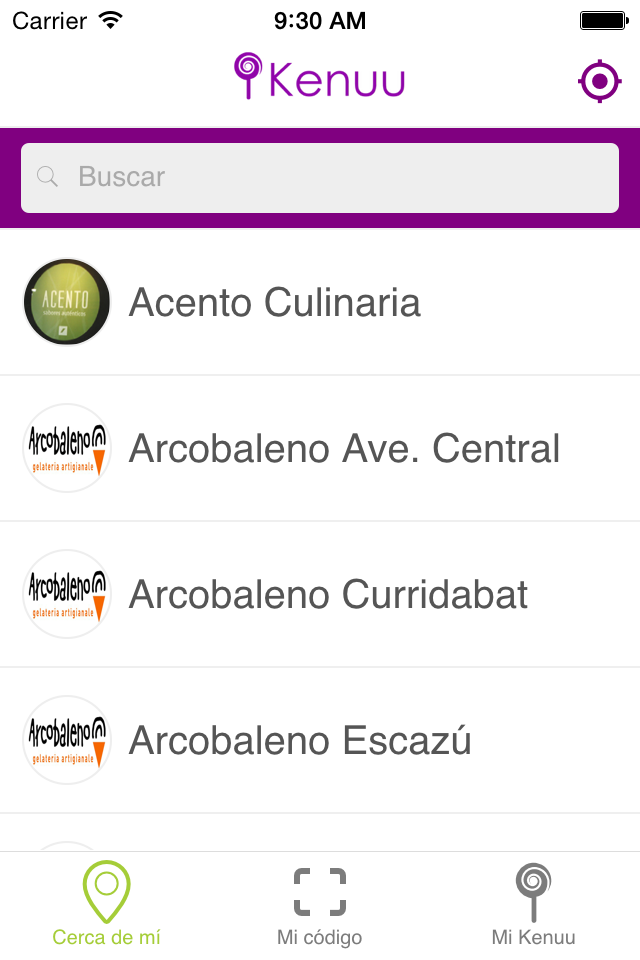 Carrier 9:30 AM
Kenuu
Buscar
ACENTO
Acento Culinaria
Arcobaleno
gelateria artigianale
Arcobaleno Ave. Central
Arcobaleno
gelateria artigianale
Arcobaleno Curridabat
Arcobaleno
gelateria artigianale
Arcobaleno Escazú
Cerca de mí Mi código Mi Kenuu